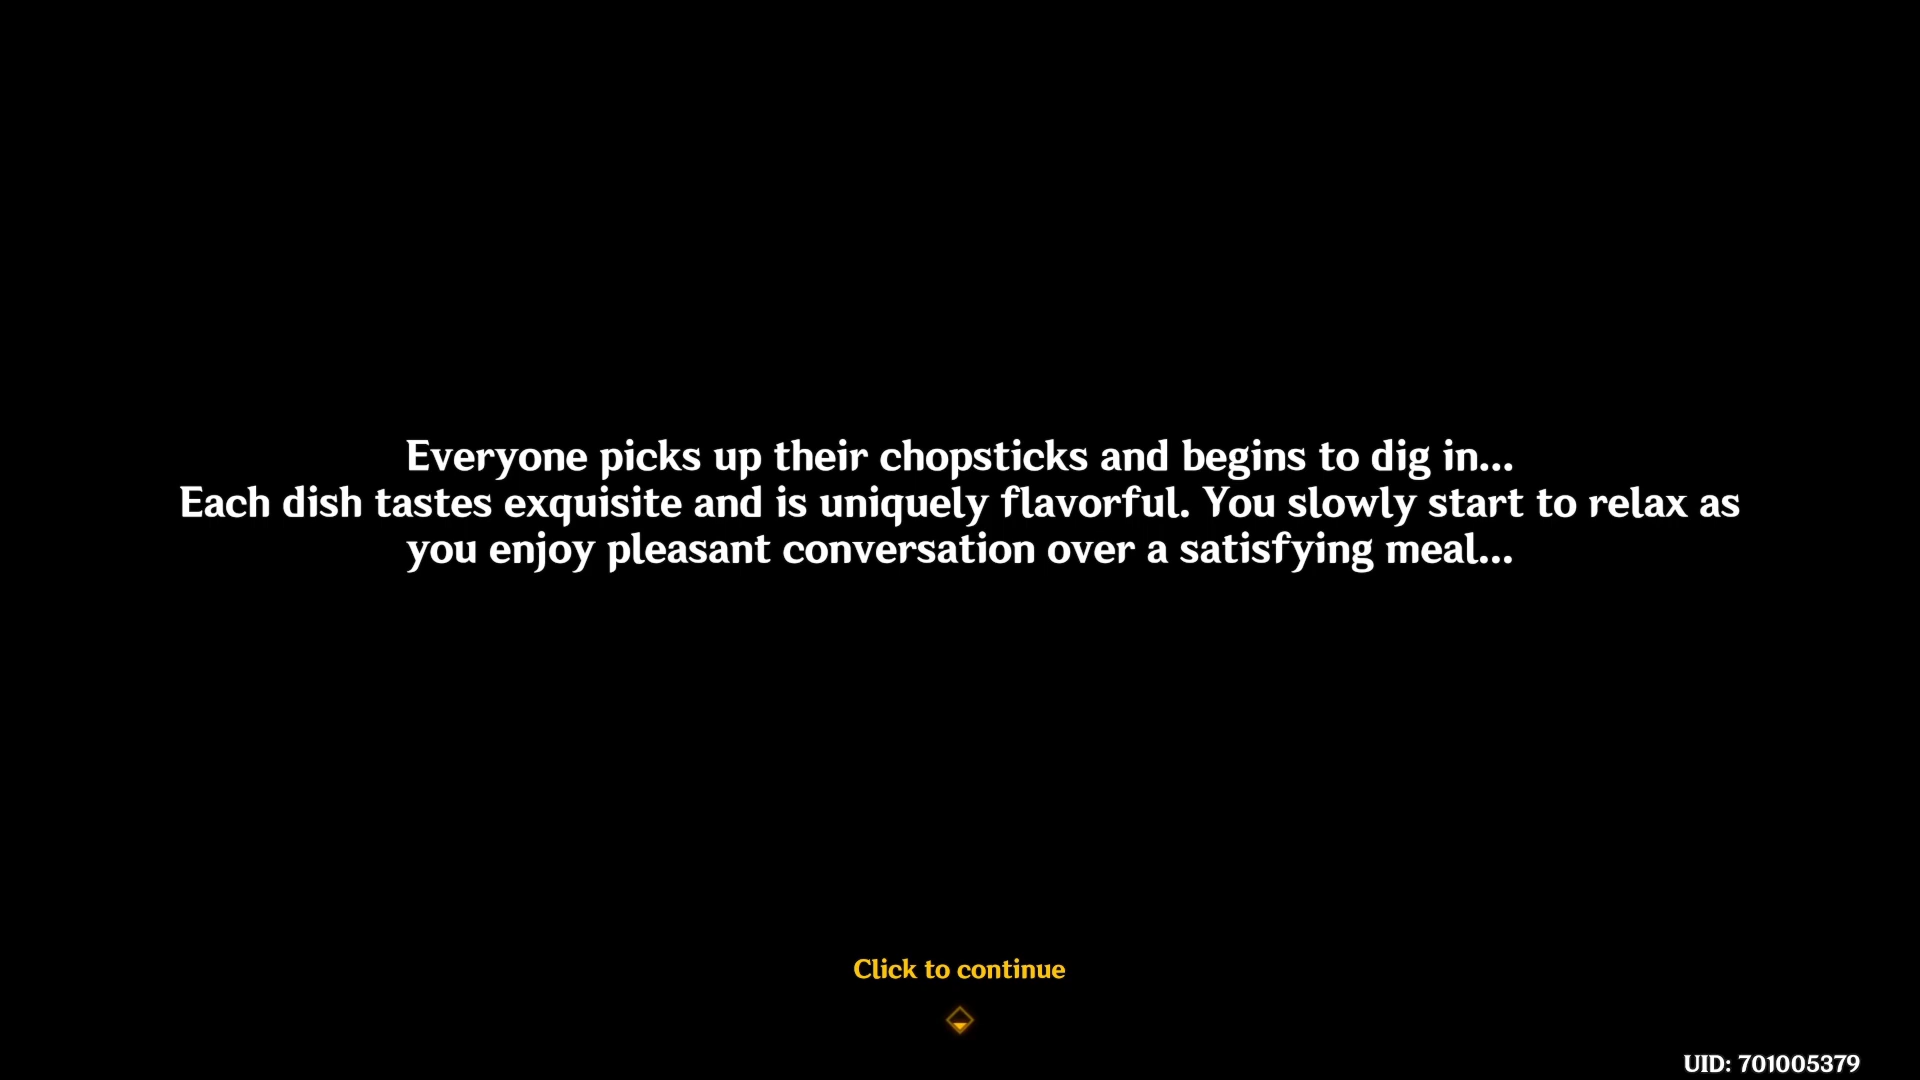 Everyone picks up their chopsticks and begins to dig in...
Each dish tastes exquisite and is uniquely flavorful. You slowly start to relax as
you enjoy pleasant conversation over a satisfying meal...
Click to continue
UID: 701005379